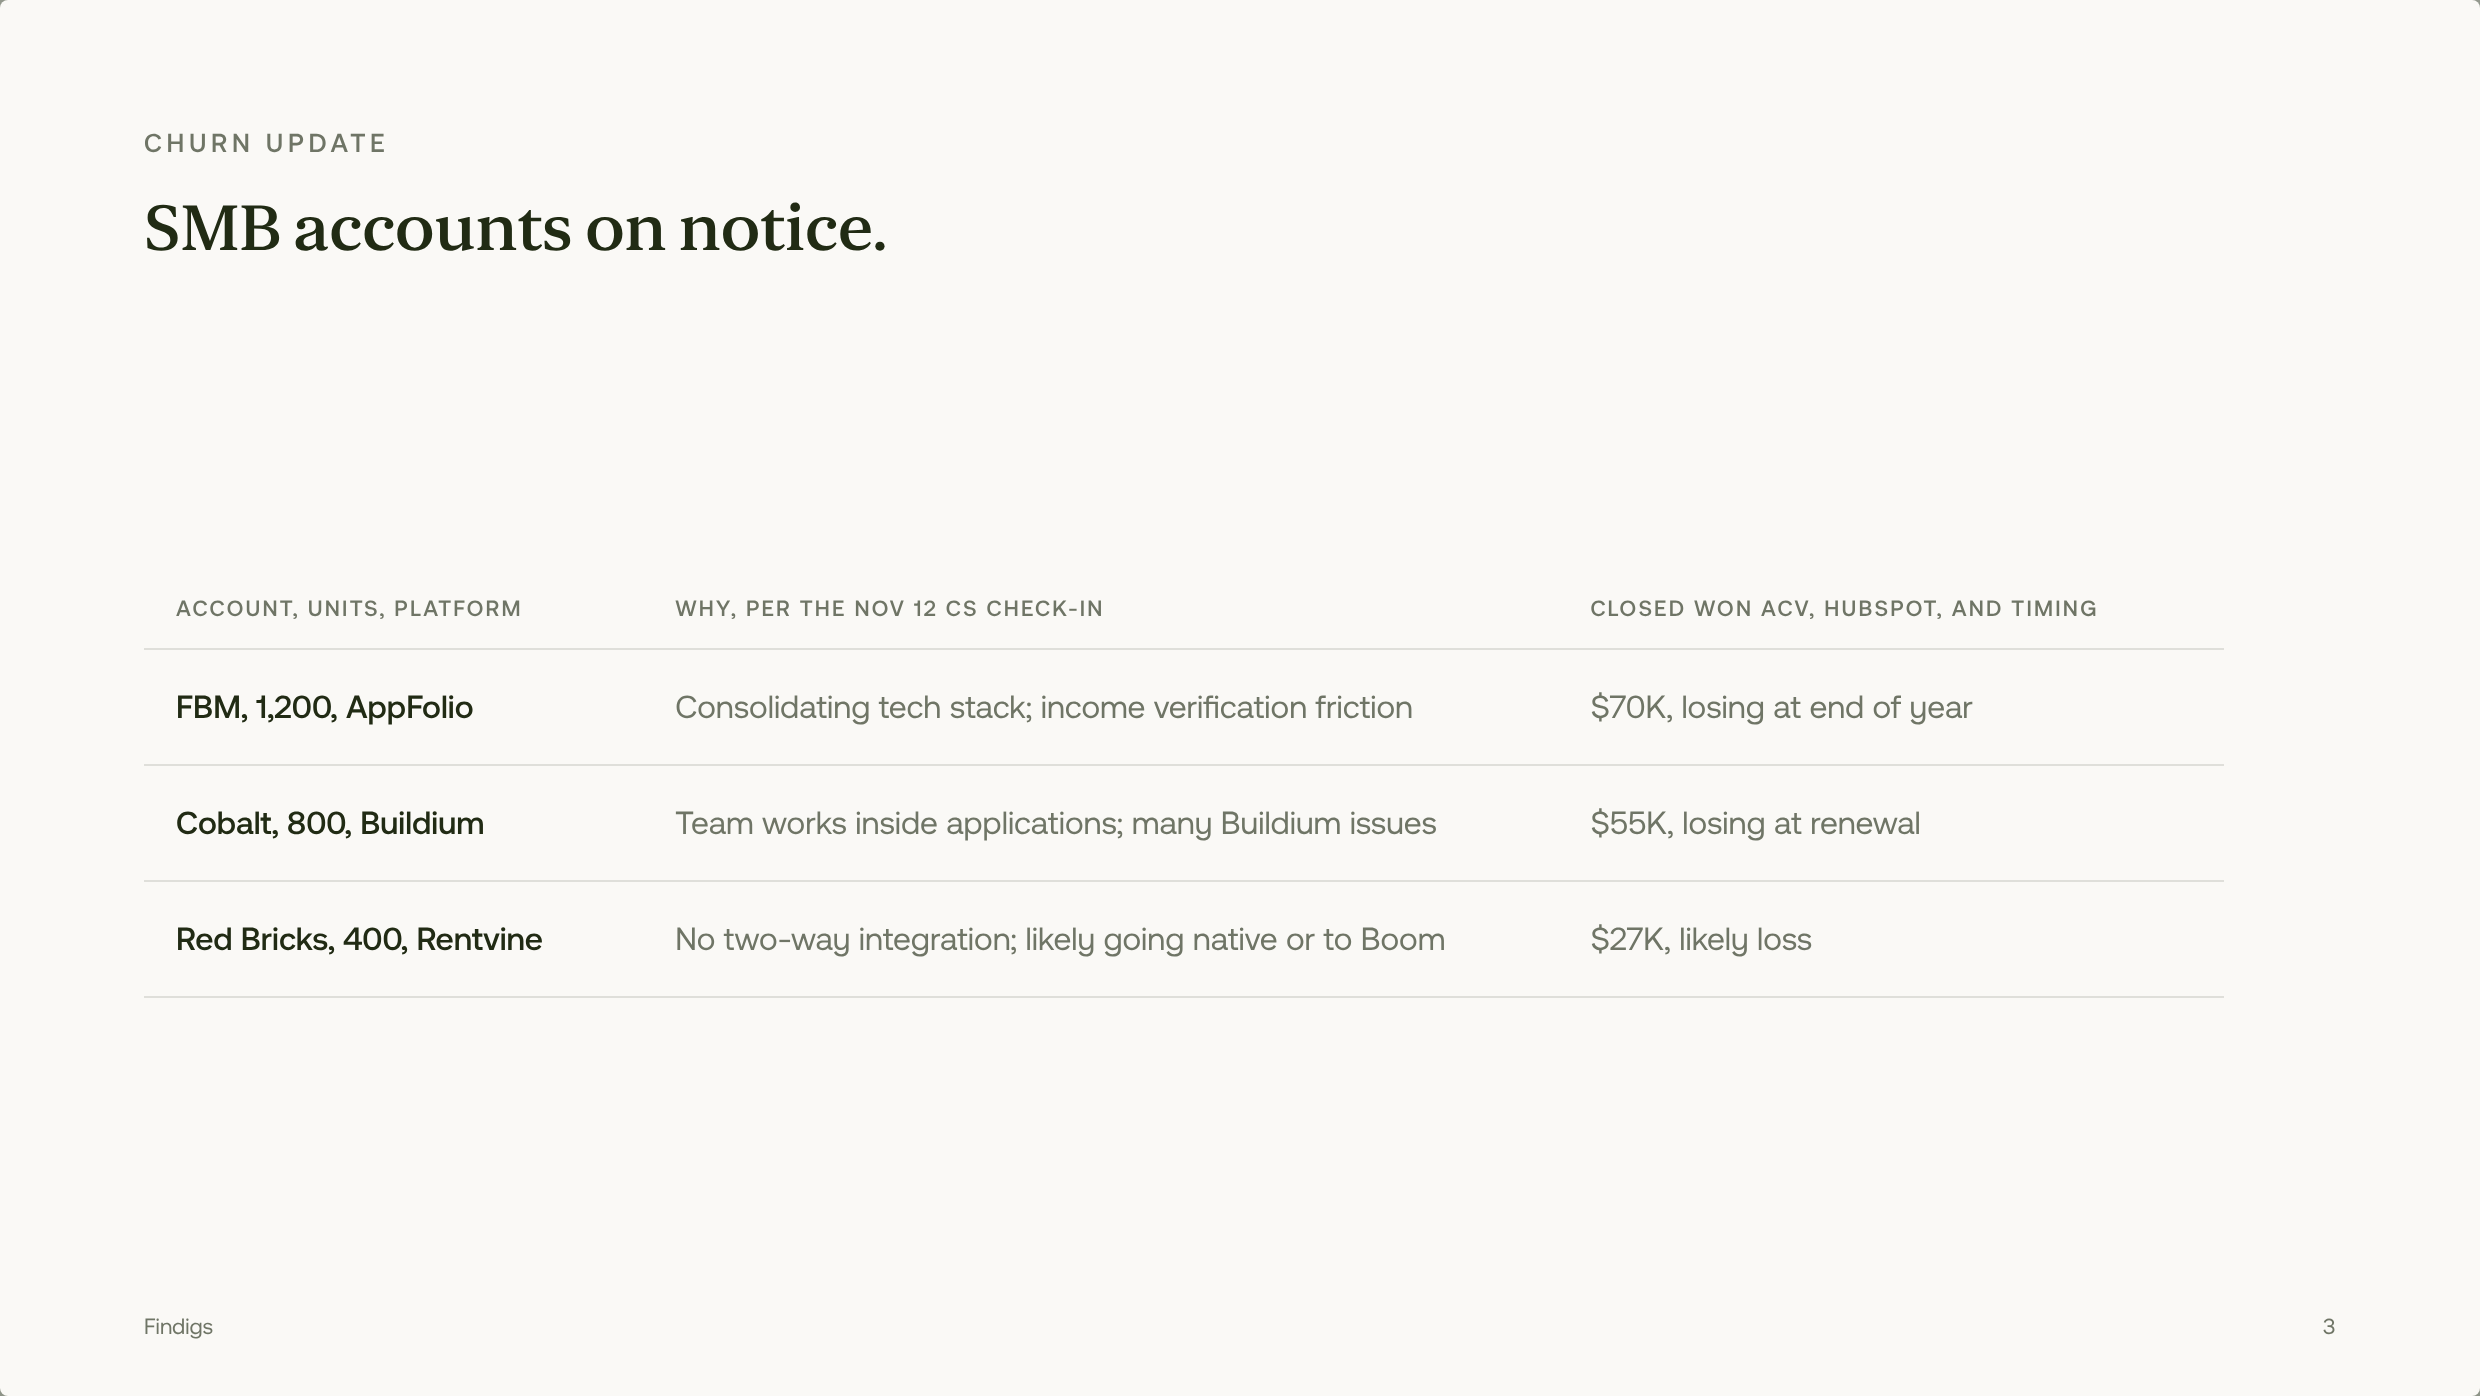 CHURN UPDATE
SMB accounts on notice.
ACCOUNT, UNITS, PLATFORM WHY, PER THE NOV 12 CS CHECK-IN CLOSED WON ACV, HUBSPOT, AND TIMING
FBM, 1,200, AppFolio Consolidating tech stack; income verification friction $70K, losing at end of year
Cobalt, 800, Buildium Team works inside applications; many Buildium issues $55K, losing at renewal
Red Bricks, 400, Rentvine No two-way integration; likely going native or to Boom $27K, likely loss
Findigs 3